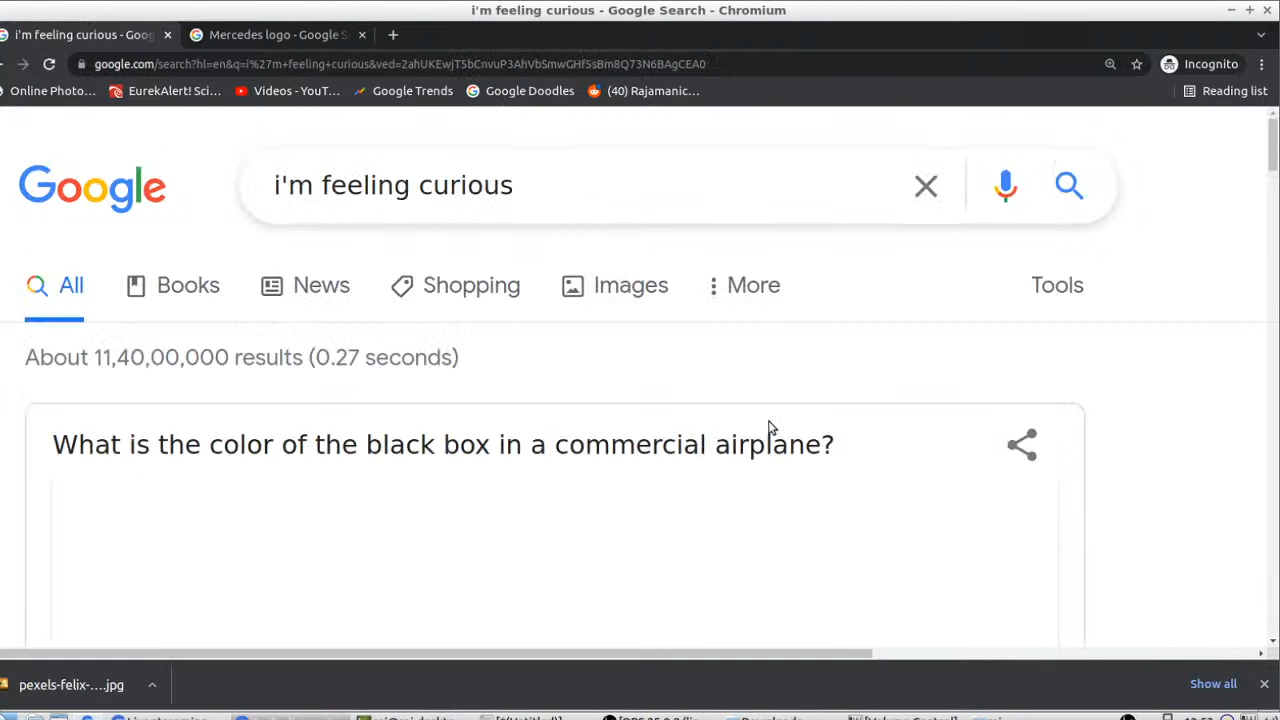 i'm feeling curious - Google Search - Chromium
i'm feeling curious - Goog
Mercedes logo - Google S
google.com/search?hl=en&q=i%27m+feeling+curious&ved=2ahUKEwjT5bCnvuP3AhVbSmwGHf5sBm8Q73N6BAgCEA0
Incognito
Online Photo...
EurekAlert! Sci...
Videos - YouT...
Google Trends
Google Doodles
(40) Rajamanic...
Reading list
Google
i'm feeling curious
All
Books
News
Shopping
Images
More
Tools
About 11,40,00,000 results (0.27 seconds)
What is the color of the black box in a commercial airplane?
pexels-felix-....jpg
Show all